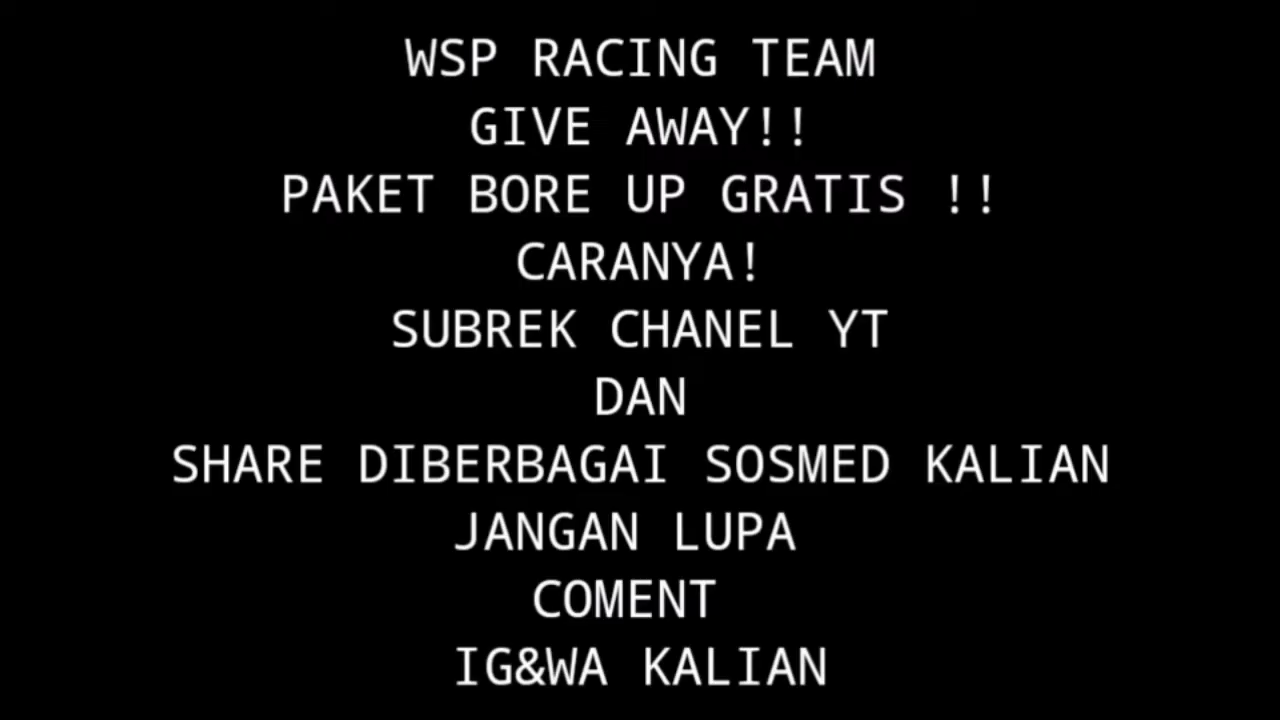 WSP RACING TEAM
GIVE AWAY!!
PAKET BORE UP GRATIS !!
CARANYA!
SUBREK CHANEL YT
DAN
SHARE DIBERBAGAI SOSMED KALIAN
JANGAN LUPA
COMENT
IG&WA KALIAN